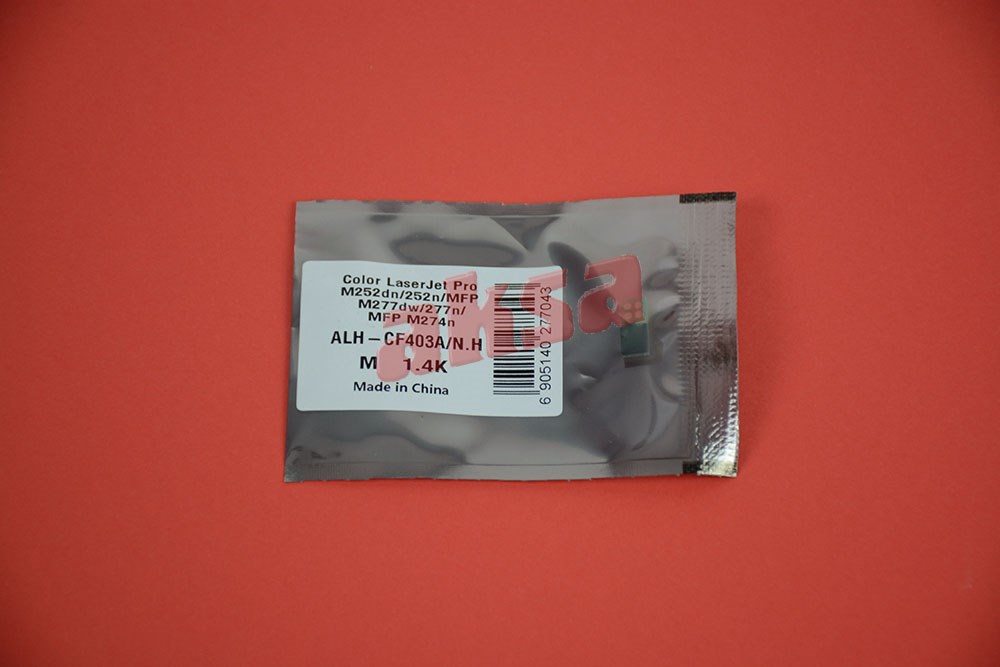 Color LaserJet Pro
M252dn/252n/MFP
M277dw/277n/
MFP M274n
ALH – CF403A/N.H
M 1.4K
Made in China
6 905140 277043
aksa